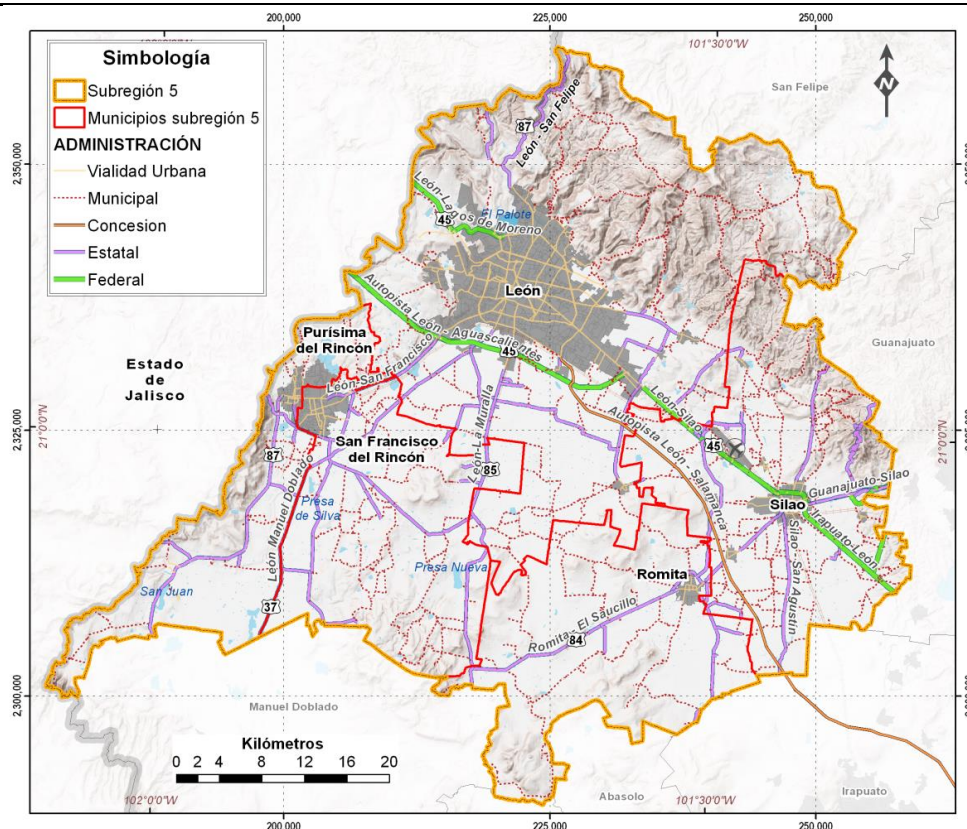 200,000
225,000
250,000
101°30'0"W
Simbología
Subregión 5
Municipios subregión 5
ADMINISTRACIÓN
Vialidad Urbana
Municipal
Concesion
Estatal
Federal
N
San Felipe
87
León - San Felipe
2,350,000
León-Lagos de Moreno
45
El Palote
León
Autopista León - Aguascalientes
45
Purísima
del Rincón
León-San Francisco
Guanajuato
Estado
de
Jalisco
León-La Muralla
León-Silao
45
Autopista León - Salamanca
2,325,000
21°0'0"N
21°0'0"N
San Francisco
del Rincón
87
85
Guanajuato-Silao
Silao
León Manuel Doblado
Presa
de Silva
Irapuato-León
Silao-San Agustín
Presa Nueva
Romita
San Juan
37
Romita - El Saucillo
84
2,300,000
Manuel Doblado
Kilómetros
0 2 4 8 12 16 20
Abasolo
Irapuato
102°0'0"W
101°30'0"W
200,000
225,000
250,000